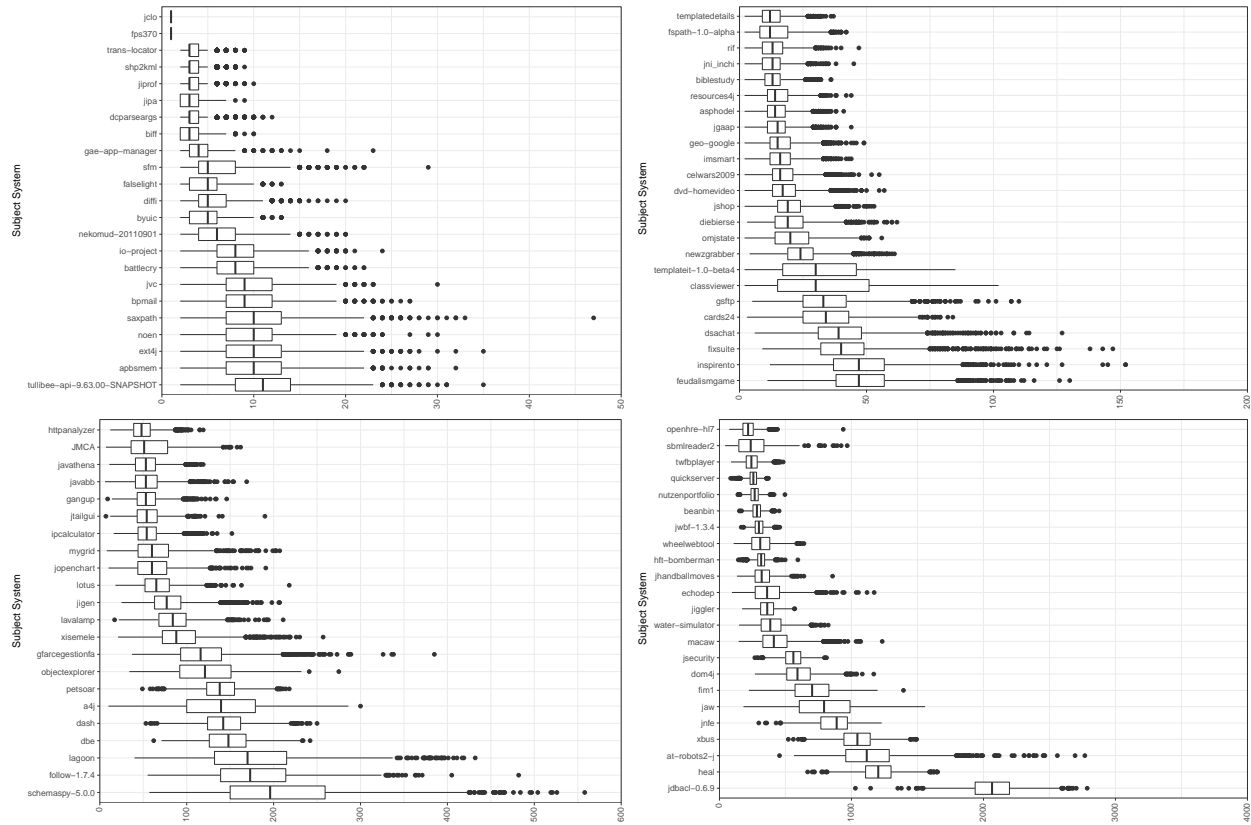 Subject System
jclo
fps370
trans−locator
shp2kml
jiprof
jipa
dcparseargs
biff
gae−app−manager
sfm
falselight
diffi
byuic
nekomud−20110901
io−project
battlecry
jvc
bpmail
saxpath
noen
ext4j
apbsmem
tullibee−api−9.63.00−SNAPSHOT
0 10 20 30 40 50
Subject System
templatedetails
fspath−1.0−alpha
rif
jni_inchi
biblestudy
resources4j
asphodel
jgaap
geo−google
imsmart
celwars2009
dvd−homevideo
jshop
diebierse
omjstate
newzgrabber
templateit−1.0−beta4
classviewer
gsftp
cards24
dsachat
fixsuite
inspirento
feudalismgame
0 50 100 150 200
Subject System
httpanalyzer
JMCA
javathena
javabb
gangup
jtailgui
ipcalculator
mygrid
jopenchart
lotus
jigen
lavalamp
xisemele
gfarcegestionfa
objectexplorer
petsoar
a4j
dash
dbe
lagoon
follow−1.7.4
schemaspy−5.0.0
0 100 200 300 400 500 600
Subject System
openhre−hl7
sbmlreader2
twfbplayer
quickserver
nutzenportfolio
beanbin
jwbf−1.3.4
wheelwebtool
hft−bomberman
jhandballmoves
echodep
jiggler
water−simulator
macaw
jsecurity
dom4j
fim1
jaw
jnfe
xbus
at−robots2−j
heal
jdbacl−0.6.9
0 1000 2000 3000 4000